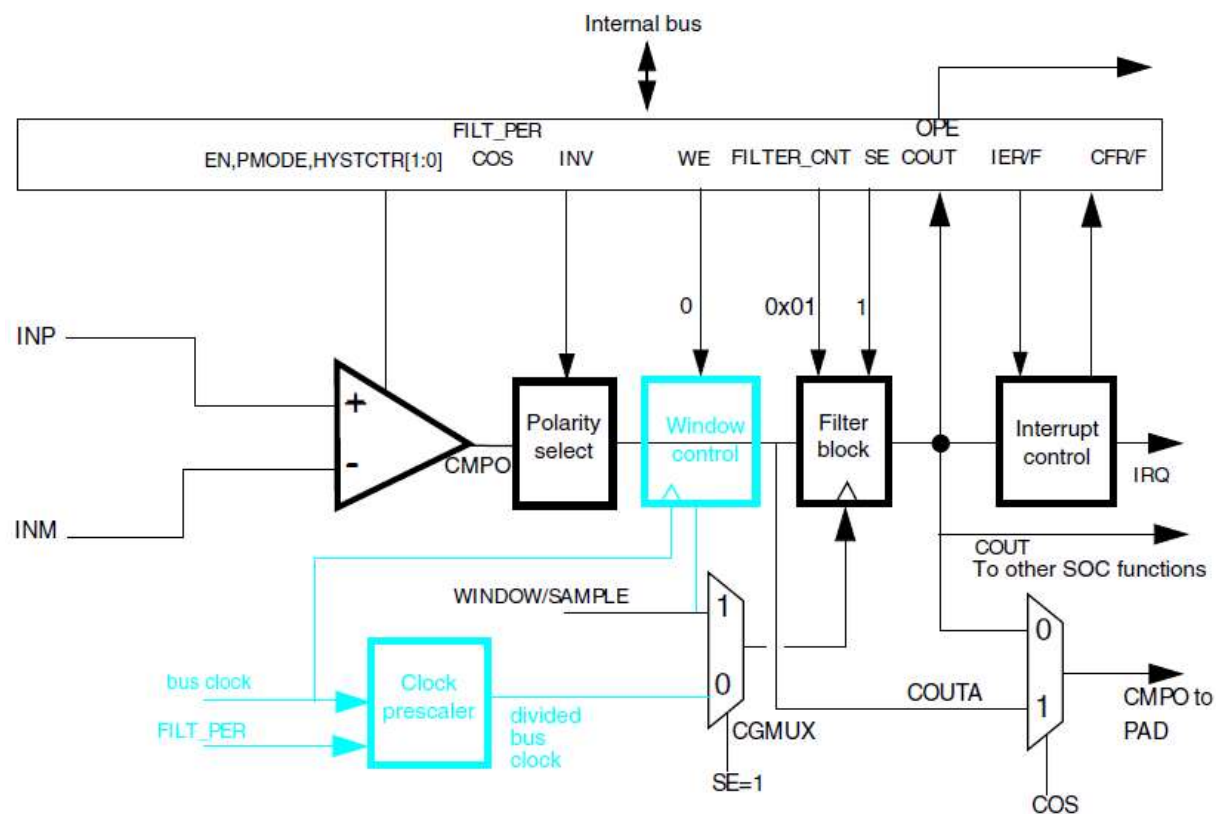 Internal bus
FILT_PER
OPE
EN,PMODE,HYSTCTR[1:0]
COS
INV
WE
FILTER_CNT
SE
COUT
IER/F
CFR/F
0
0x01
1
INP
INM
+
-
CMPO
Polarity
select
Window
control
Filter
block
Interrupt
control
IRQ
COUT
To other SOC functions
WINDOW/SAMPLE
1
0
CGMUX
SE=1
bus clock
FILT_PER
Clock
prescaler
divided
bus
clock
COUTA
0
1
CMPO to
PAD
COS